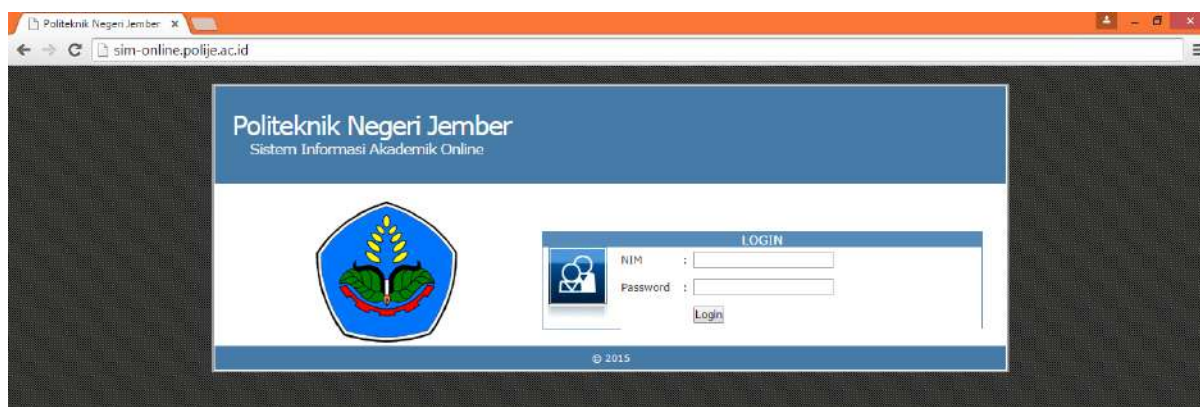 Politeknik Negeri Jember
sim-online.polije.ac.id
Politeknik Negeri Jember
Sistem Informasi Akademik Online
LOGIN
NIM :
Password :
Login
© 2015